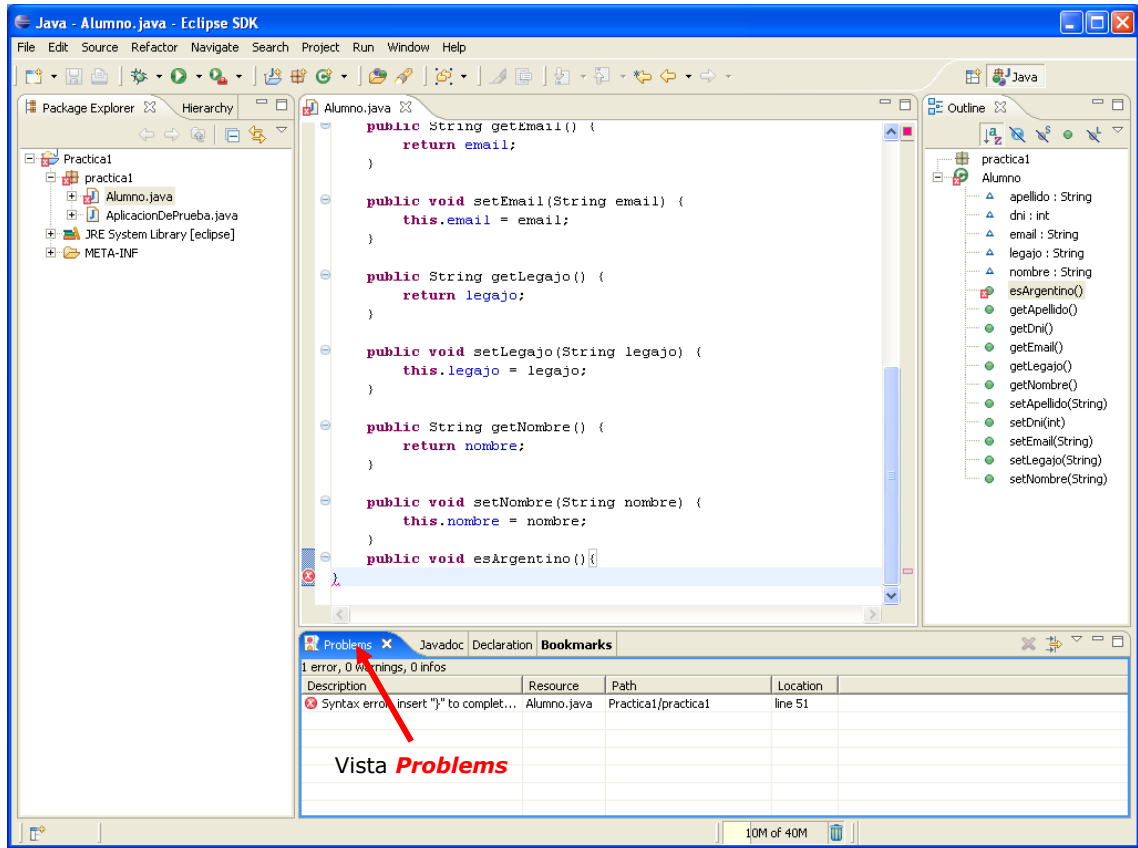 Java - Alumno.java - Eclipse SDK
File Edit Source Refactor Navigate Search Project Run Window Help
Java
Package Explorer Hierarchy
Practica1
practica1
Alumno.java
AplicacionDePrueba.java
JRE System Library [eclipse]
META-INF
Alumno.java
public String getEmail() {
return email;
}
public void setEmail(String email) {
this.email = email;
}
public String getLegajo() {
return legajo;
}
public void setLegajo(String legajo) {
this.legajo = legajo;
}
public String getNombre() {
return nombre;
}
public void setNombre(String nombre) {
this.nombre = nombre;
}
public void esArgentino(){
}
Outline
practica1
Alumno
apellido : String
dni : int
email : String
legajo : String
nombre : String
esArgentino()
getApellido()
getDni()
getEmail()
getLegajo()
getNombre()
setApellido(String)
setDni(int)
setEmail(String)
setLegajo(String)
setNombre(String)
Problems Javadoc Declaration Bookmarks
1 error, 0 warnings, 0 infos
Description Resource Path Location
Syntax error, insert "}" to complet... Alumno.java Practica1/practica1 line 51
Vista Problems
10M of 40M